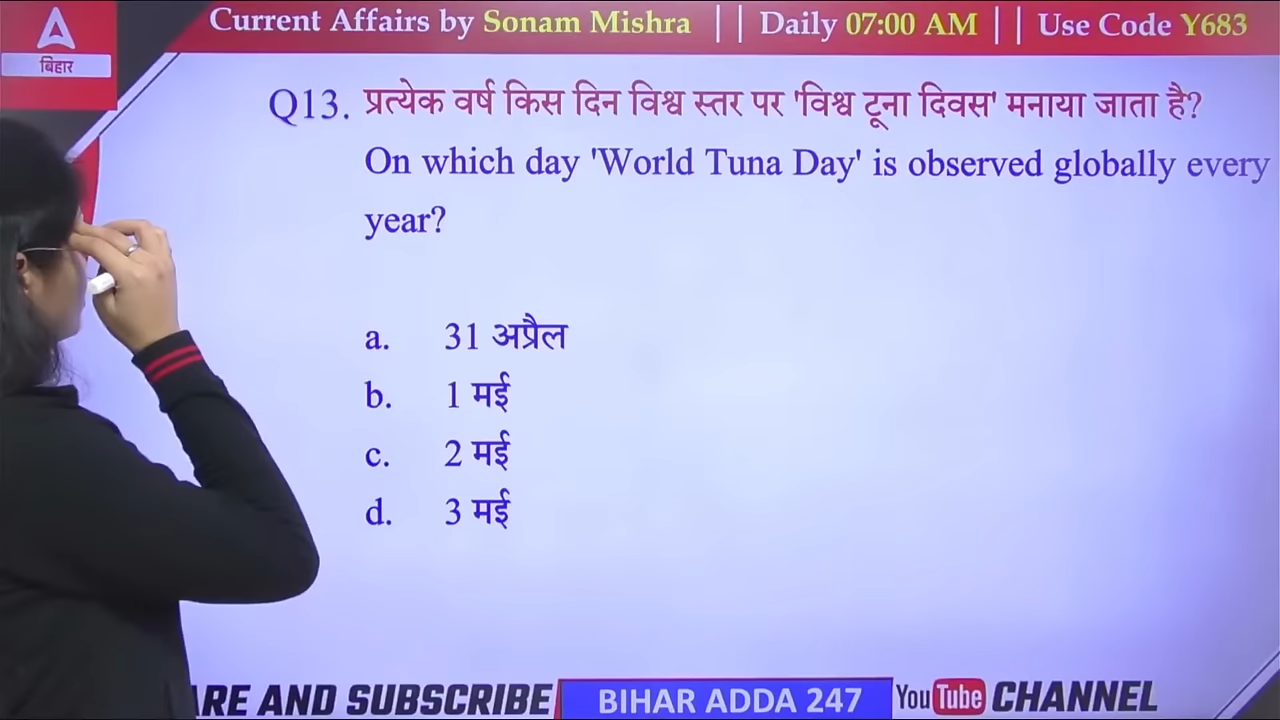 Current Affairs by Sonam Mishra || Daily 07:00 AM || Use Code Y683
बिहार
Q13. प्रत्येक वर्ष किस दिन विश्व स्तर पर 'विश्व टूना दिवस' मनाया जाता है?
On which day 'World Tuna Day' is observed globally every
year?
a. 31 अप्रैल
b. 1 मई
c. 2 मई
d. 3 मई
ARE AND SUBSCRIBE BIHAR ADDA 247 YouTube CHANNEL